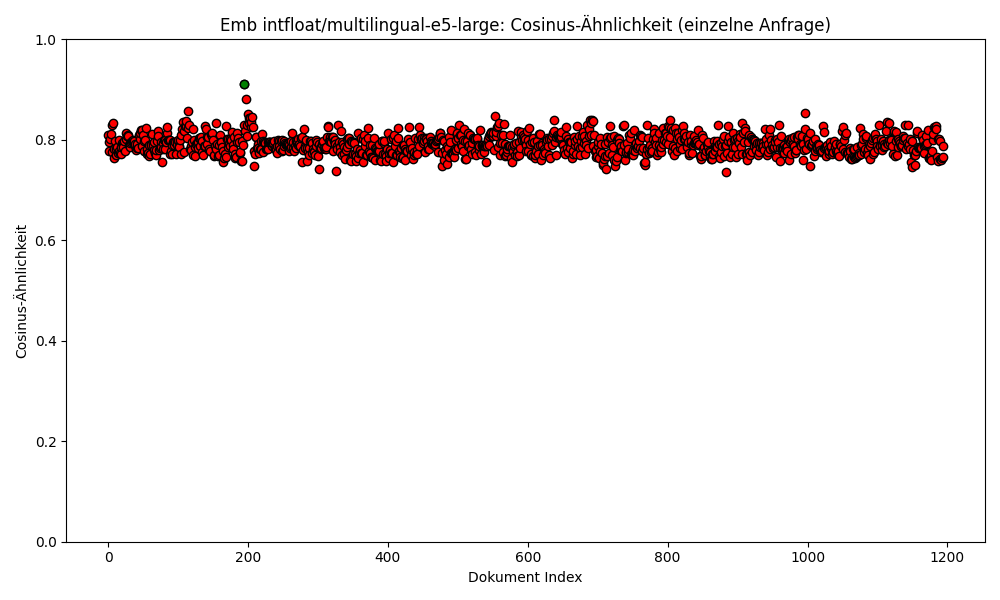 Emb intfloat/multilingual-e5-large: Cosinus-Ähnlichkeit (einzelne Anfrage)
1.0
0.8
0.6
0.4
0.2
0.0
Cosinus-Ähnlichkeit
0 200 400 600 800 1000 1200
Dokument Index